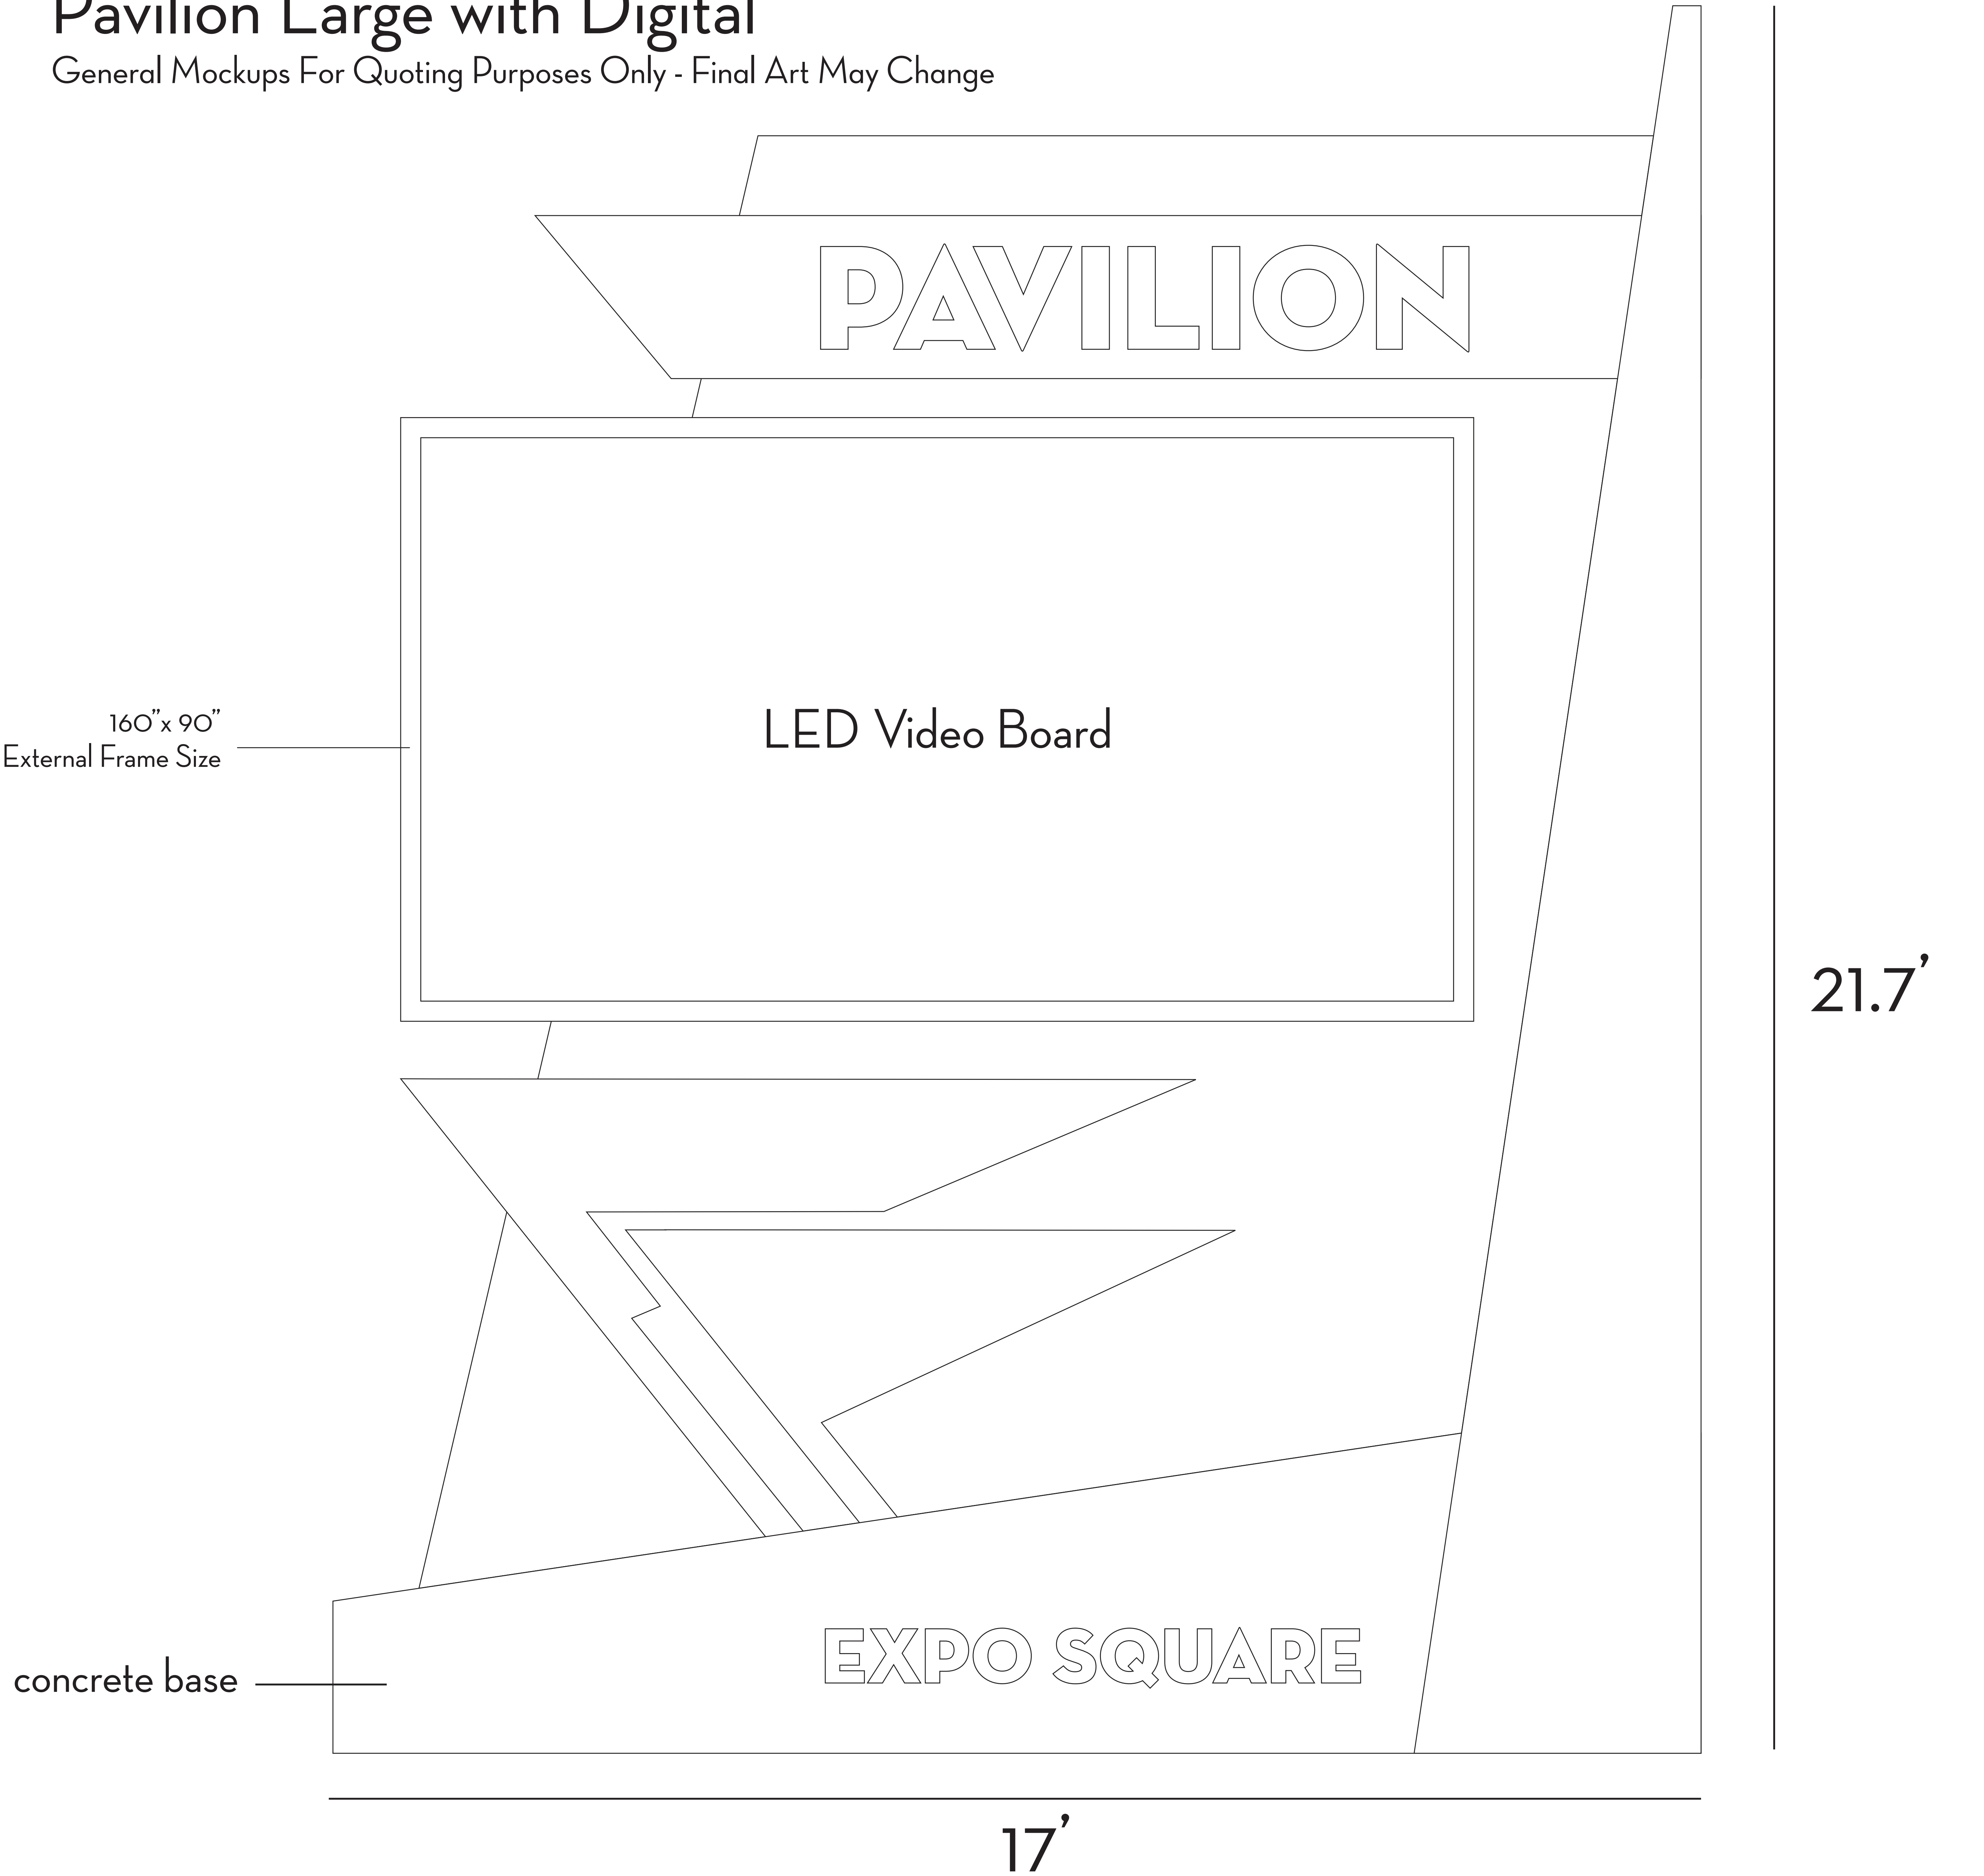 Pavilion Large with Digital
General Mockups For Quoting Purposes Only - Final Art May Change
PAVILION
LED Video Board
160”x 90”
External Frame Size
21.7’
EXPO SQUARE
concrete base
17’